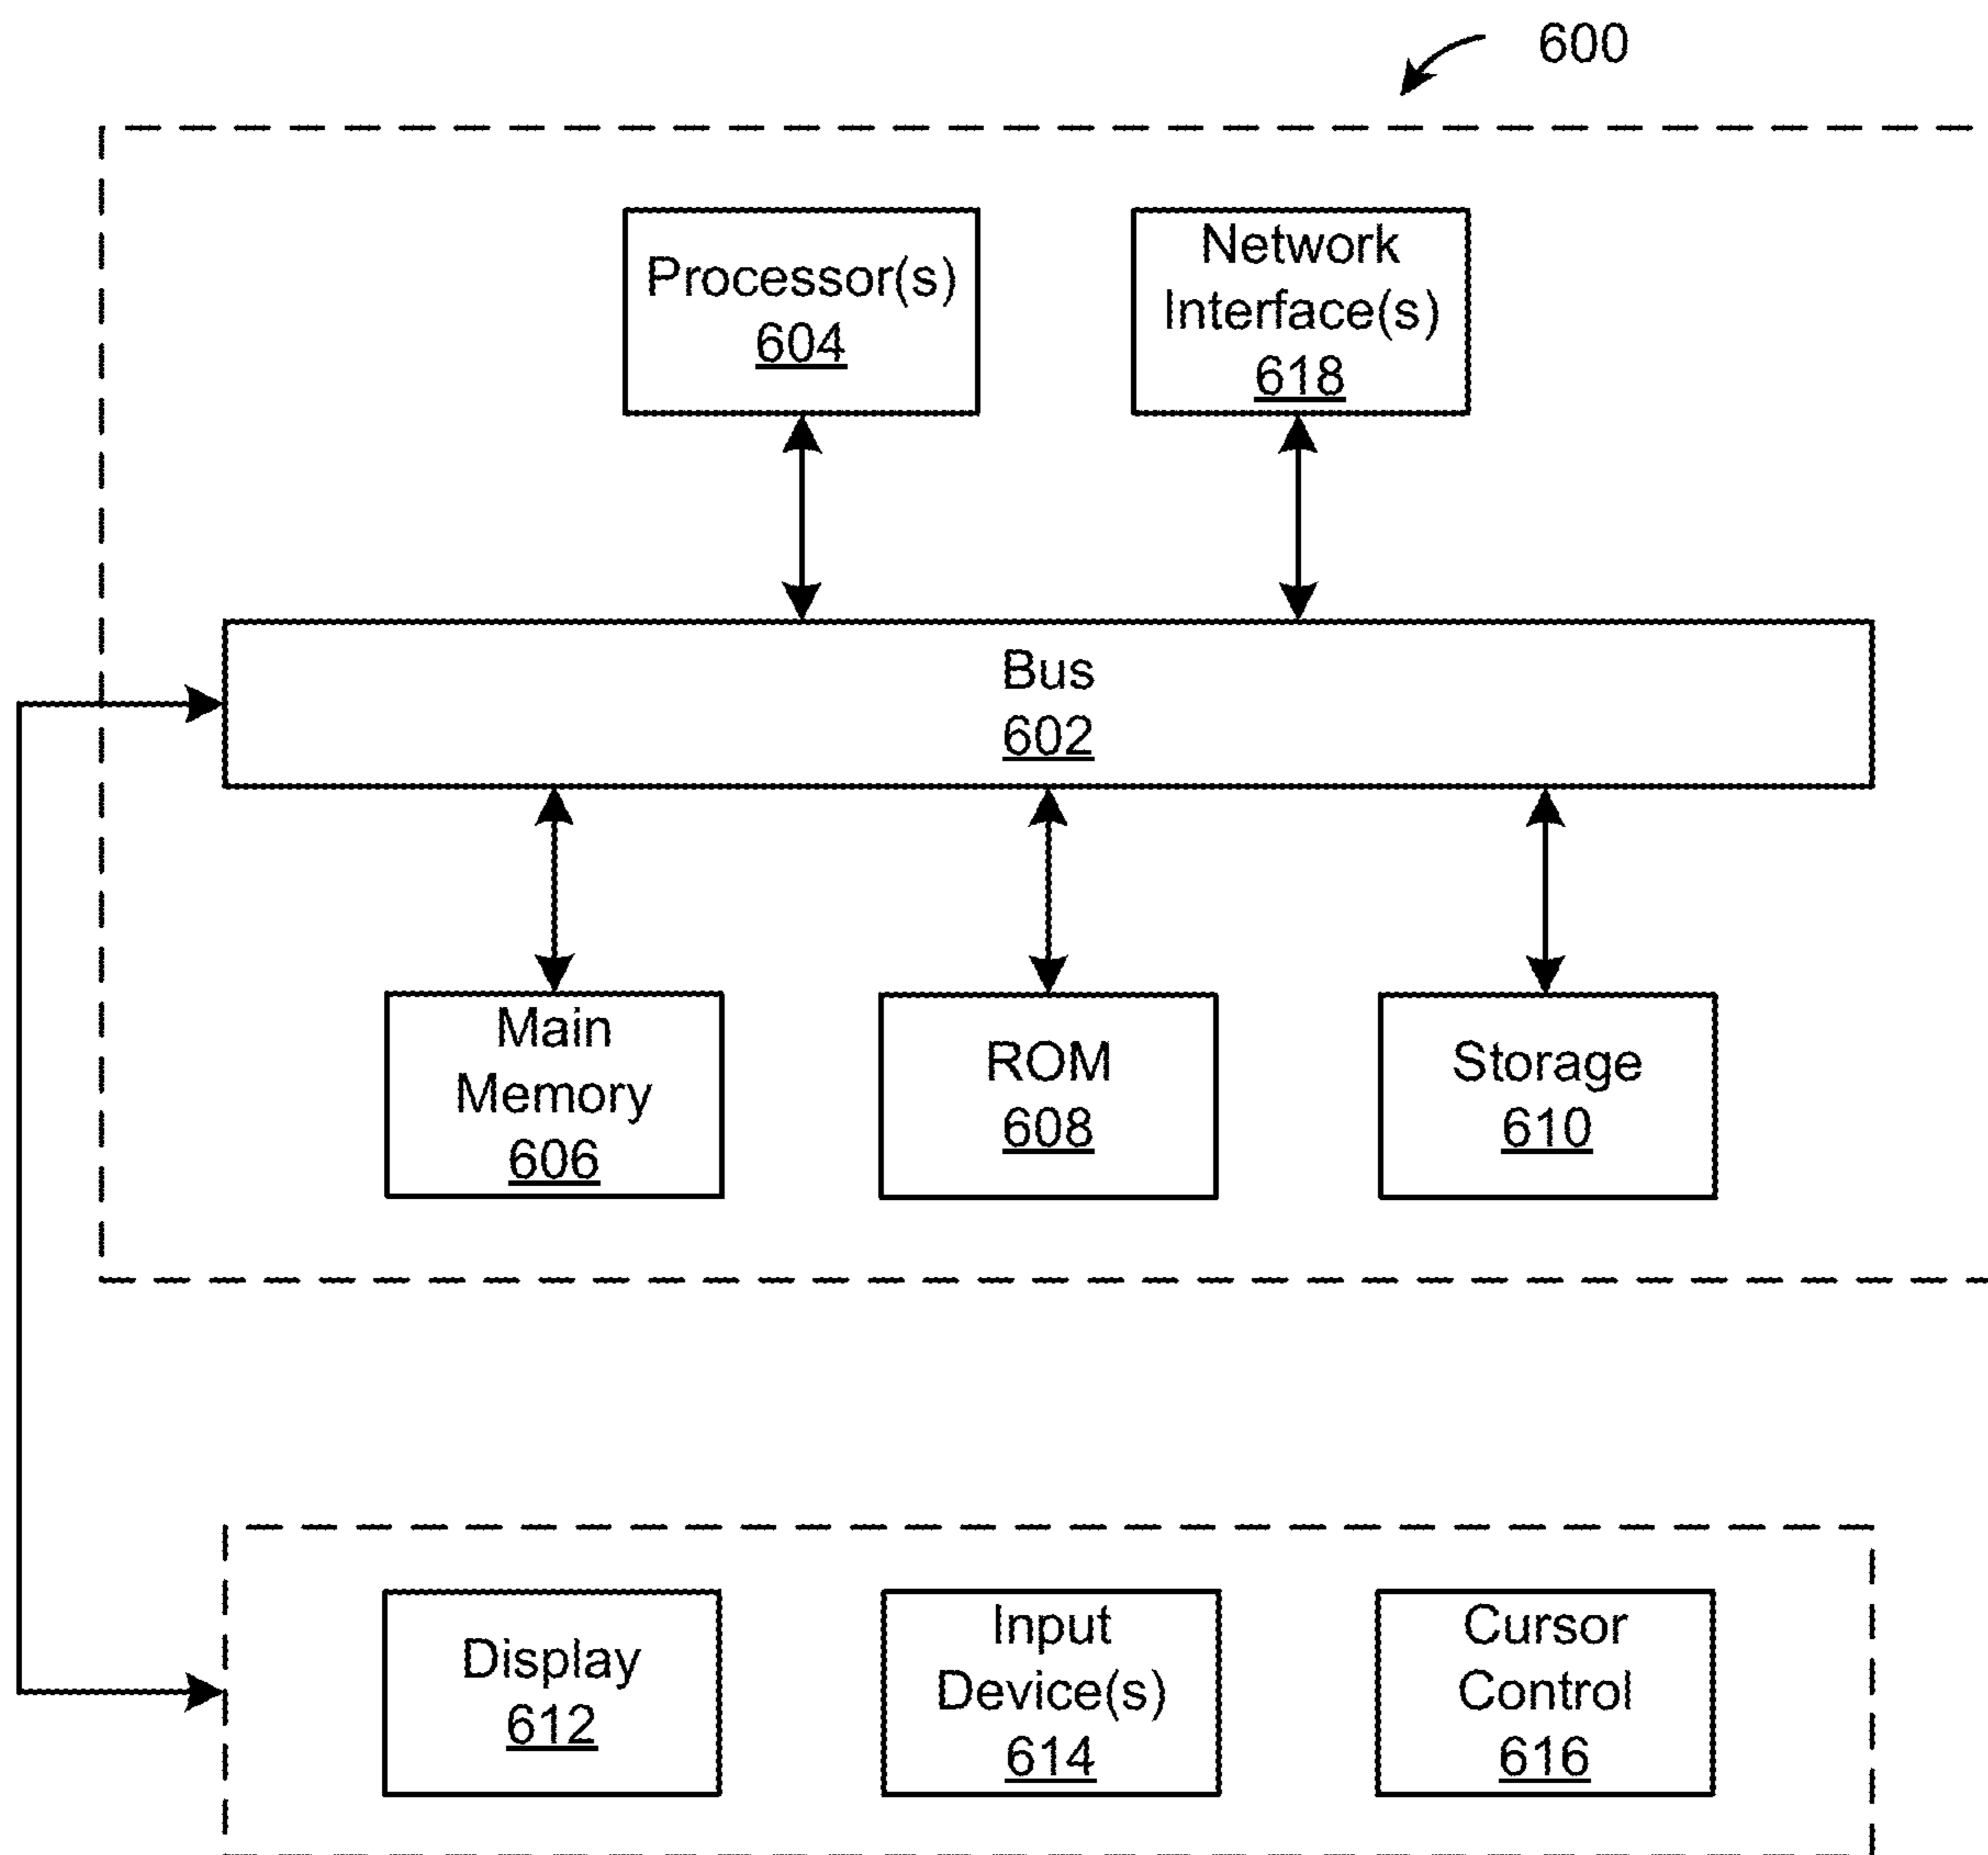 600
Processor(s)
604
Network
Interface(s)
618
Bus
602
Main
Memory
606
ROM
608
Storage
610
Display
612
Input
Device(s)
614
Cursor
Control
616